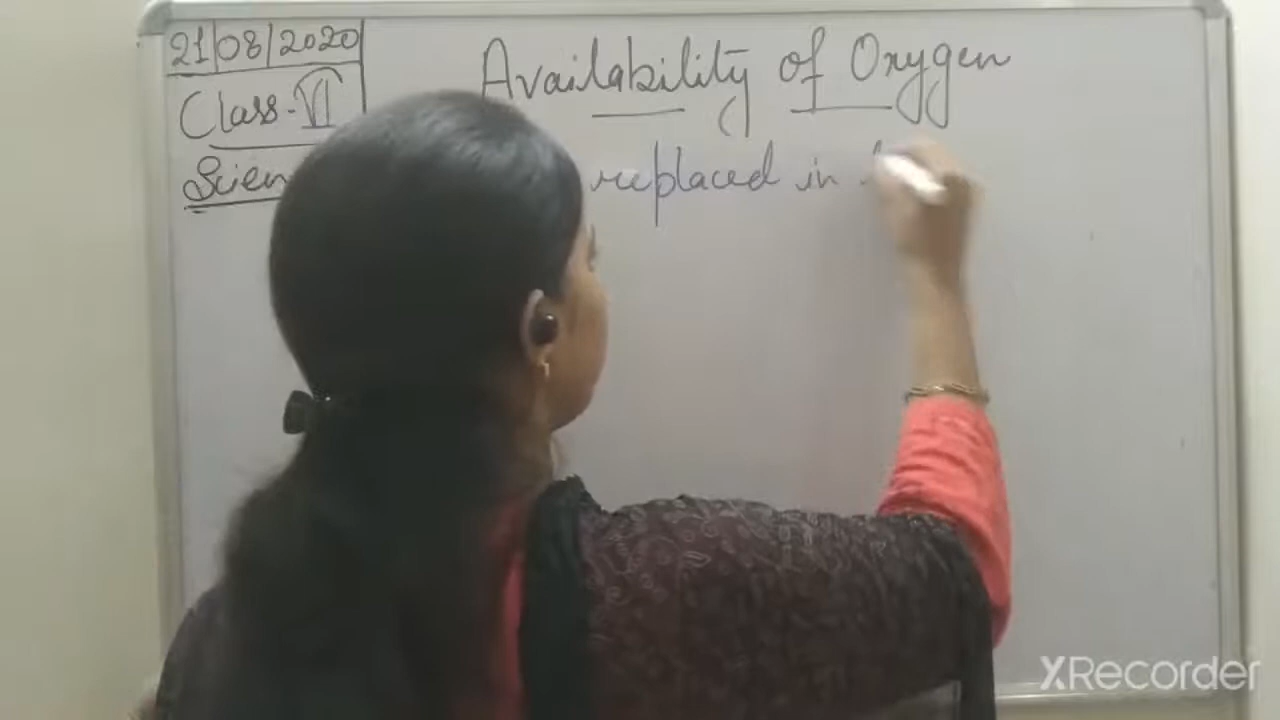 21/08/2020
Availability of Oxygen
Class-VI
replaced in
XRecorder